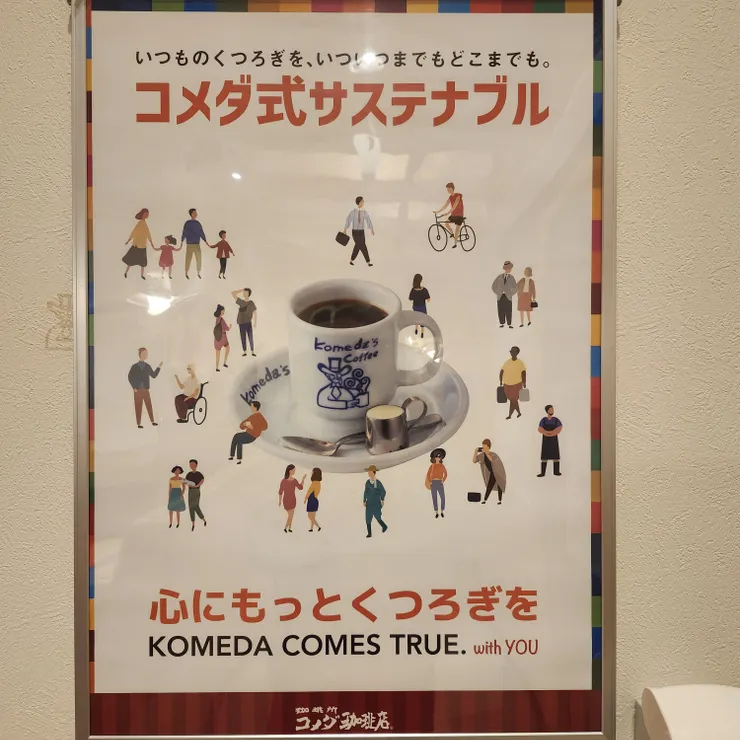 いつものくつろぎを、いついつまでもどこまでも。
コメダ式サステナブル
Komeda's
Coffee
Komeda's
心にもっとくつろぎを
KOMEDA COMES TRUE. with YOU
珈琲所
コメダ珈琲店